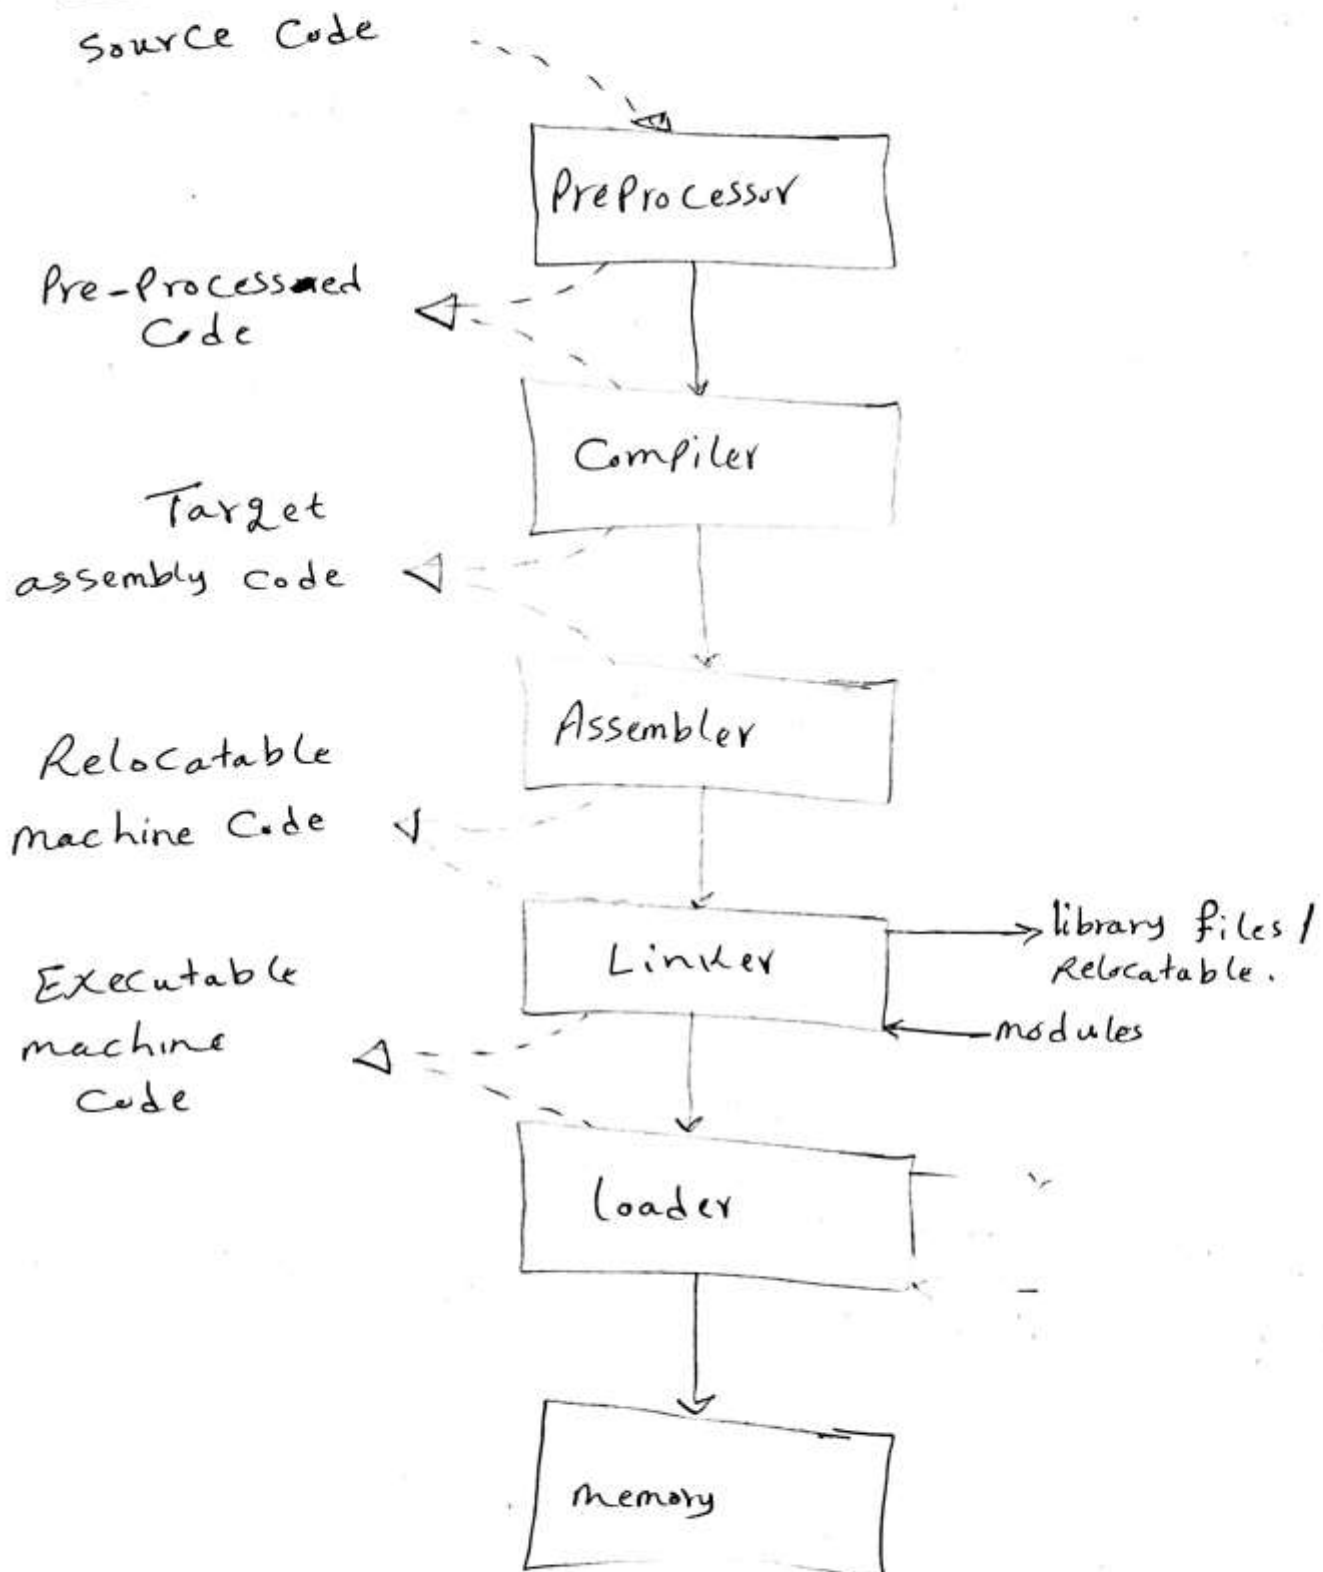 Source Code
PreProcessor
Pre-Processed
Code
Compiler
Target
assembly code
Assembler
Relocatable
machine Code
Linker
library files /
Relocatable.
modules
Executable
machine
code
loader
memory